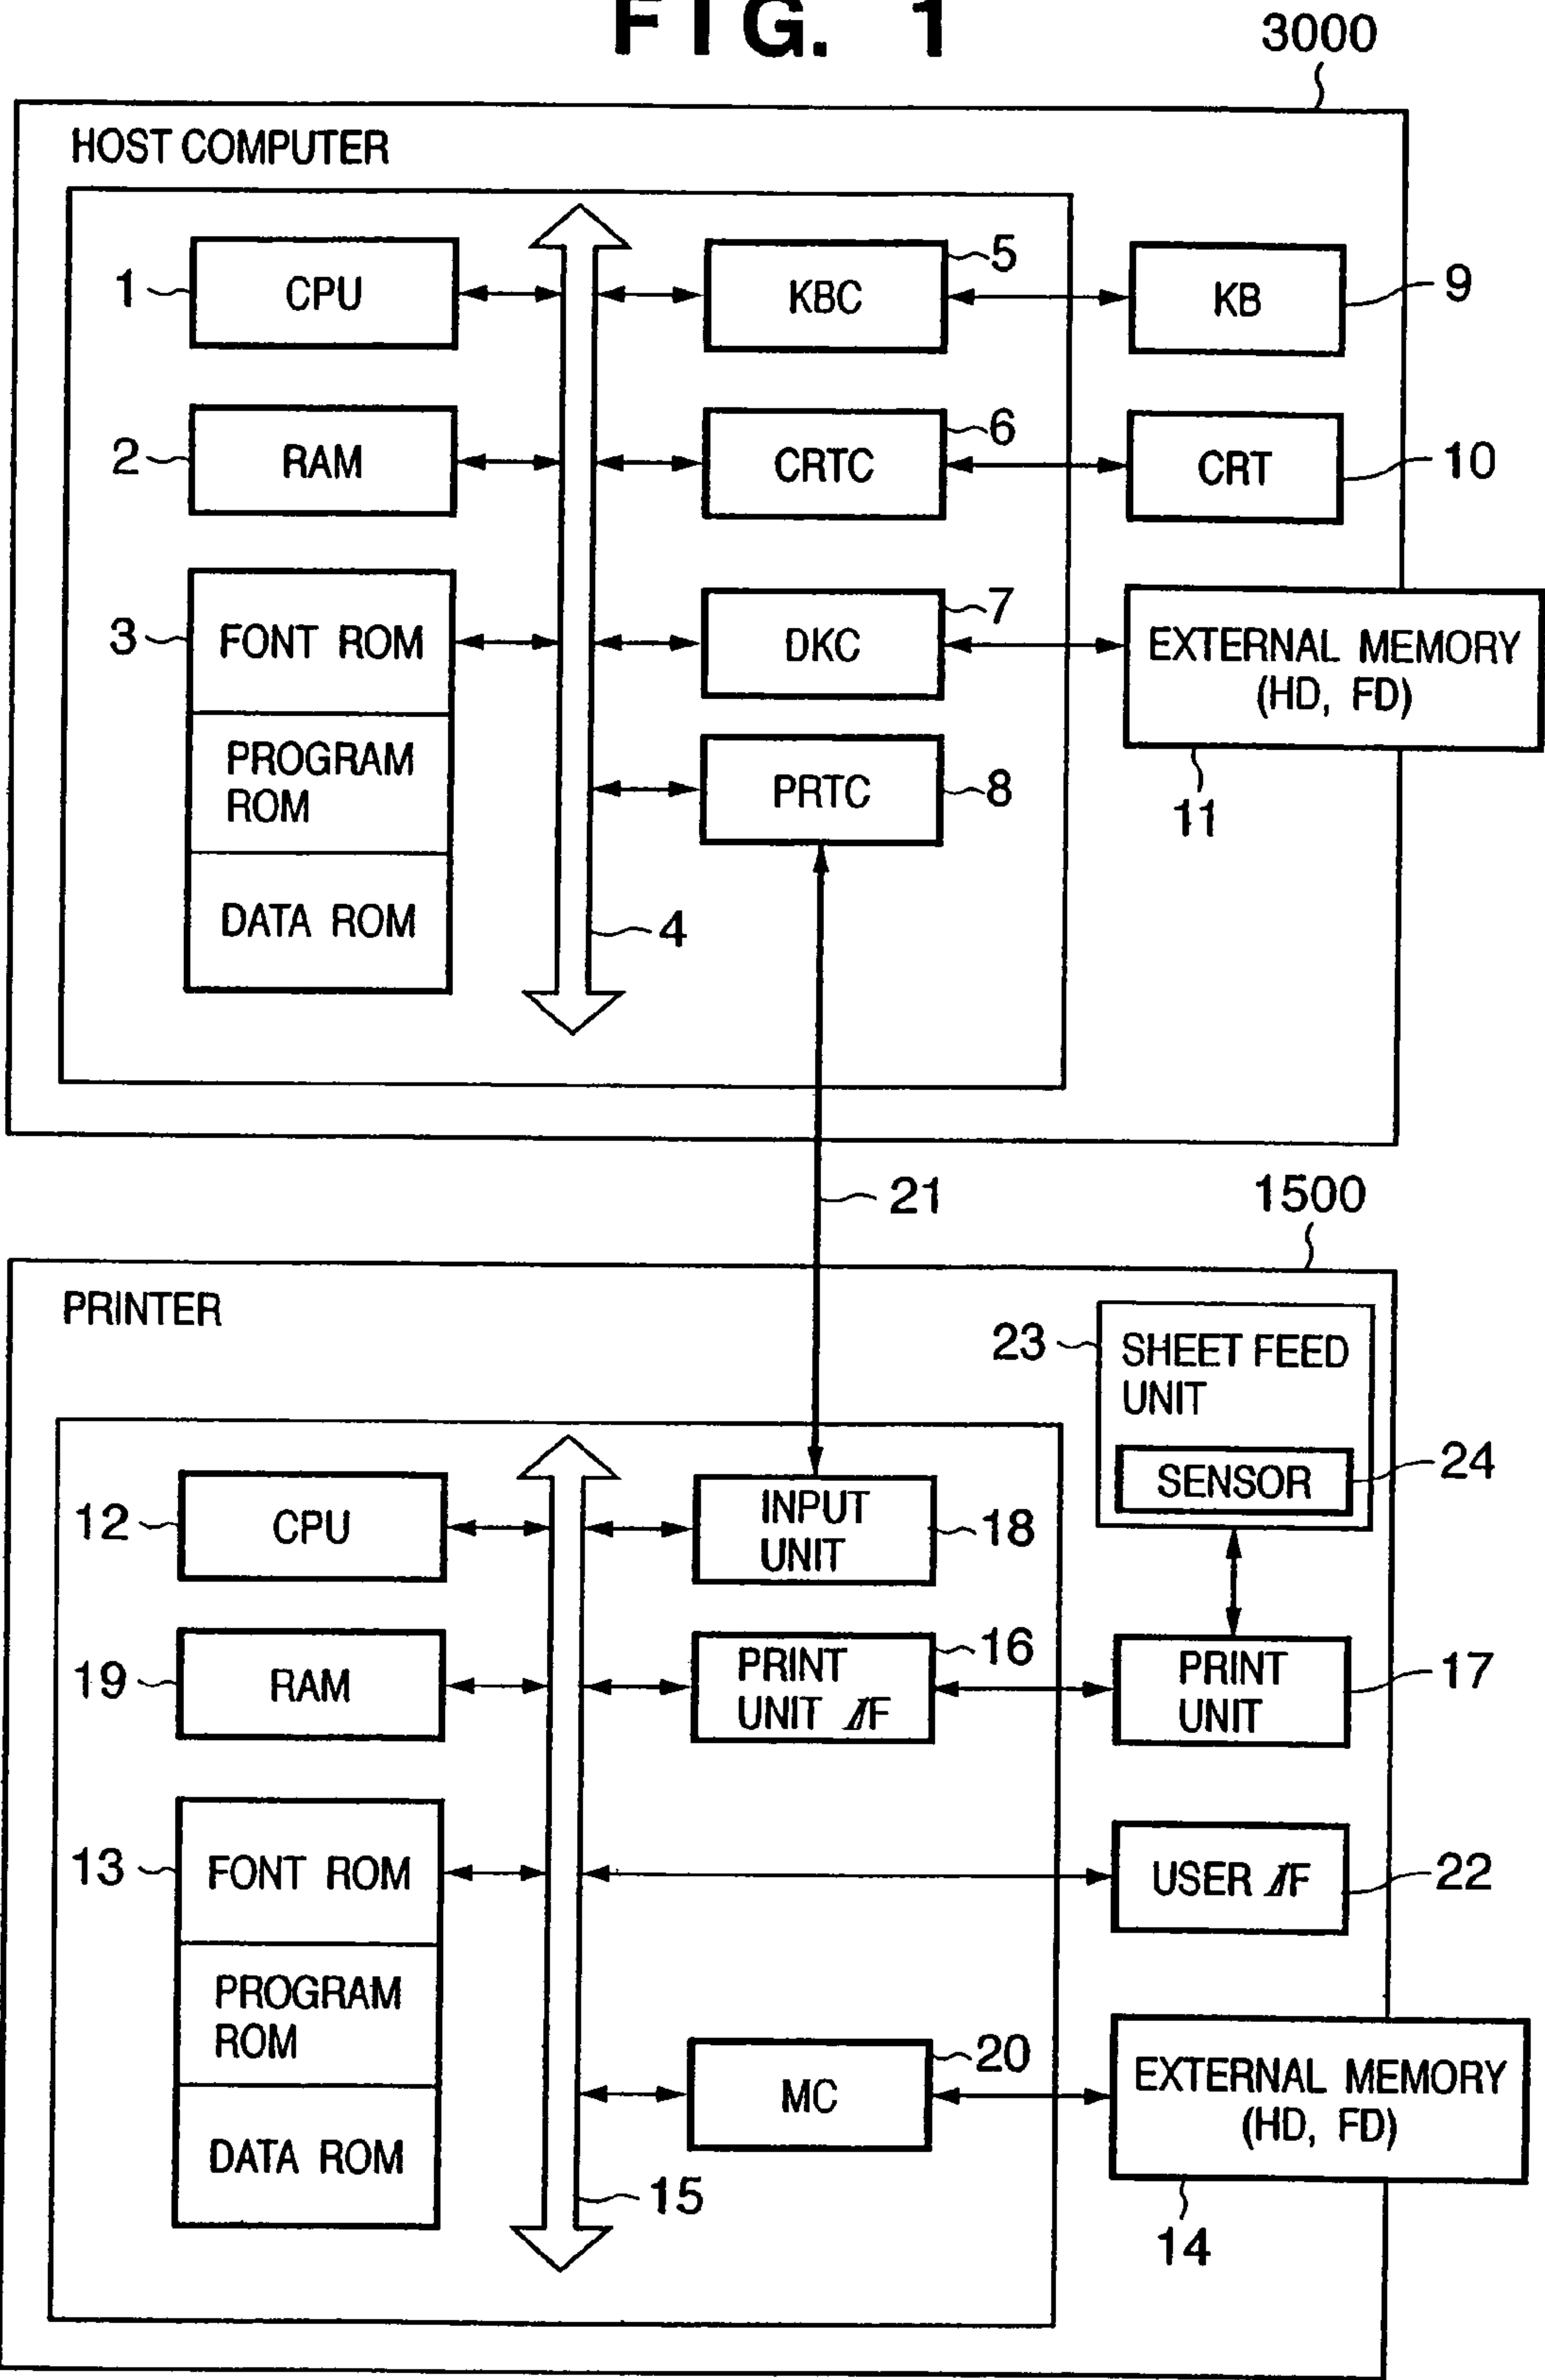 FIG. 1
3000
HOST COMPUTER
1
CPU
KBC
5
KB
9
2
RAM
CRTC
6
CRT
10
3
FONT ROM
DKC
7
EXTERNAL MEMORY
(HD, FD)
11
PROGRAM
ROM
PRTC
8
DATA ROM
4
21
1500
PRINTER
23
SHEET FEED
UNIT
SENSOR
24
12
CPU
INPUT
UNIT
18
19
RAM
PRINT
UNIT I/F
16
PRINT
UNIT
17
13
FONT ROM
USER I/F
22
PROGRAM
ROM
MC
20
EXTERNAL MEMORY
(HD, FD)
14
DATA ROM
15